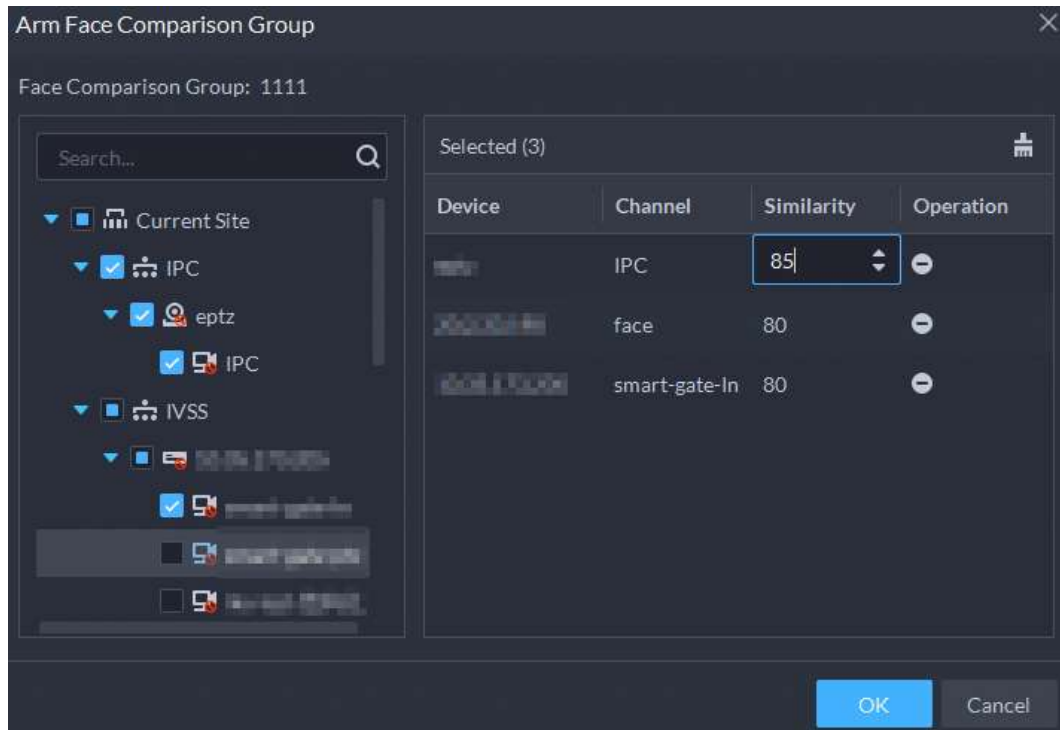 Arm Face Comparison Group
Face Comparison Group: 1111
Search...
Current Site
IPC
eptz
IPC
IVSS
Selected (3)
Device Channel Similarity Operation
IPC 85
face 80
smart-gate-In 80
OK Cancel